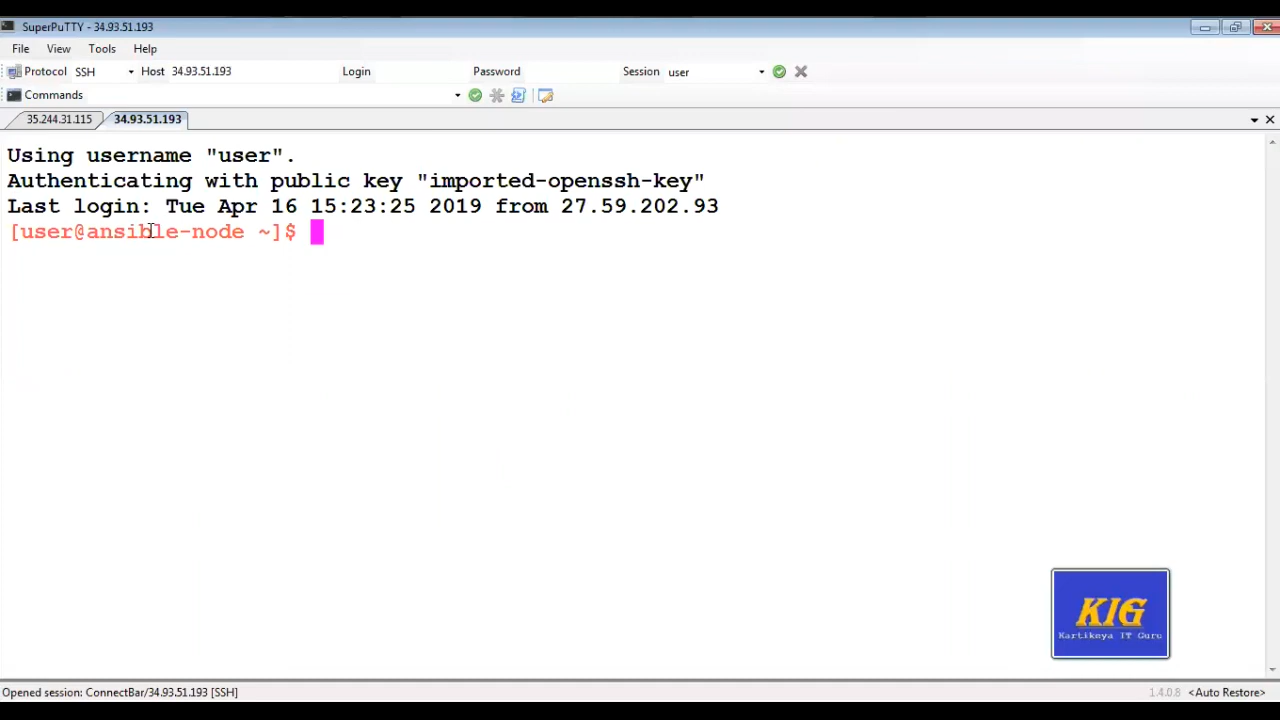 SuperPuTTY - 34.93.51.193
File View Tools Help
Protocol SSH Host 34.93.51.193 Login Password Session user
Commands
35.244.31.115 34.93.51.193
Using username "user".
Authenticating with public key "imported-openssh-key"
Last login: Tue Apr 16 15:23:25 2019 from 27.59.202.93
[user@ansible-node ~]$
KIG
Kartikeya IT Guru
Opened session: ConnectBar/34.93.51.193 [SSH] 1.4.0.8 <Auto Restore>